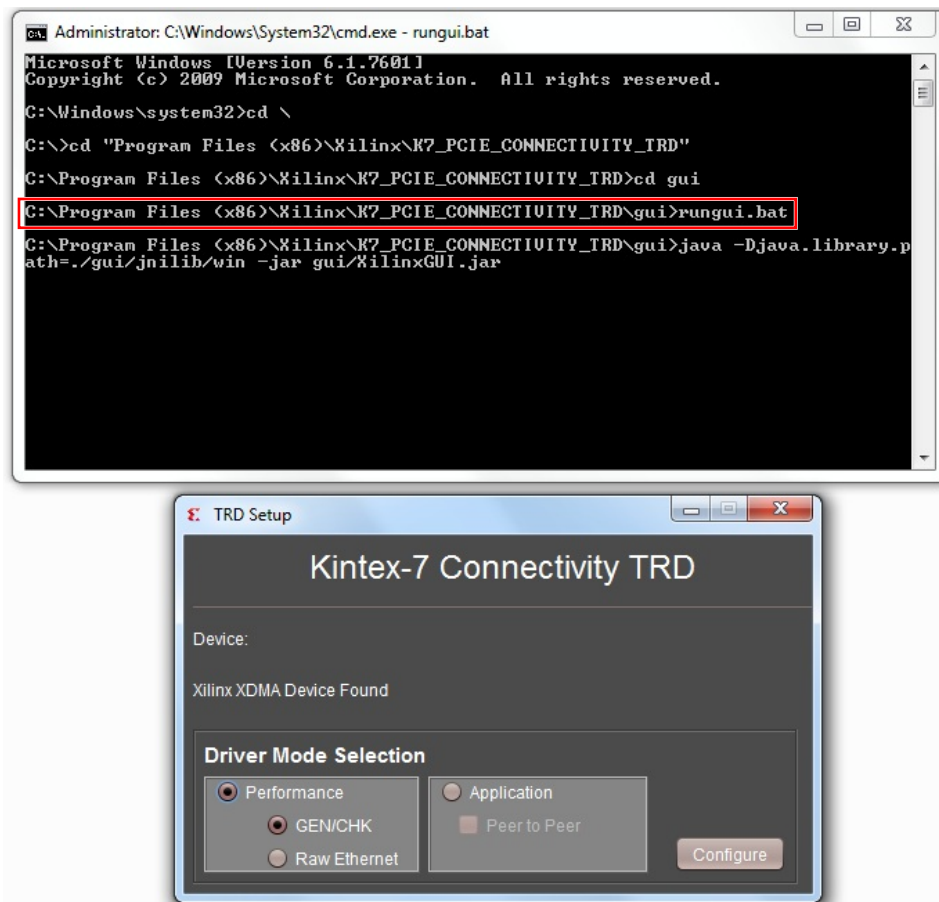 Administrator: C:\Windows\System32\cmd.exe - rungui.bat
Microsoft Windows [Version 6.1.7601]
Copyright (c) 2009 Microsoft Corporation.  All rights reserved.
C:\Windows\system32>cd \
C:\>cd "Program Files (x86)\Xilinx\K7_PCIE_CONNECTIVITY_TRD"
C:\Program Files (x86)\Xilinx\K7_PCIE_CONNECTIVITY_TRD>cd gui
C:\Program Files (x86)\Xilinx\K7_PCIE_CONNECTIVITY_TRD\gui>rungui.bat
C:\Program Files (x86)\Xilinx\K7_PCIE_CONNECTIVITY_TRD\gui>java -Djava.library.p
ath=./gui/jnilib/win -jar gui/XilinxGUI.jar
TRD Setup
Kintex-7 Connectivity TRD
Device:
Xilinx XDMA Device Found
Driver Mode Selection
Performance
GEN/CHK
Raw Ethernet
Application
Peer to Peer
Configure